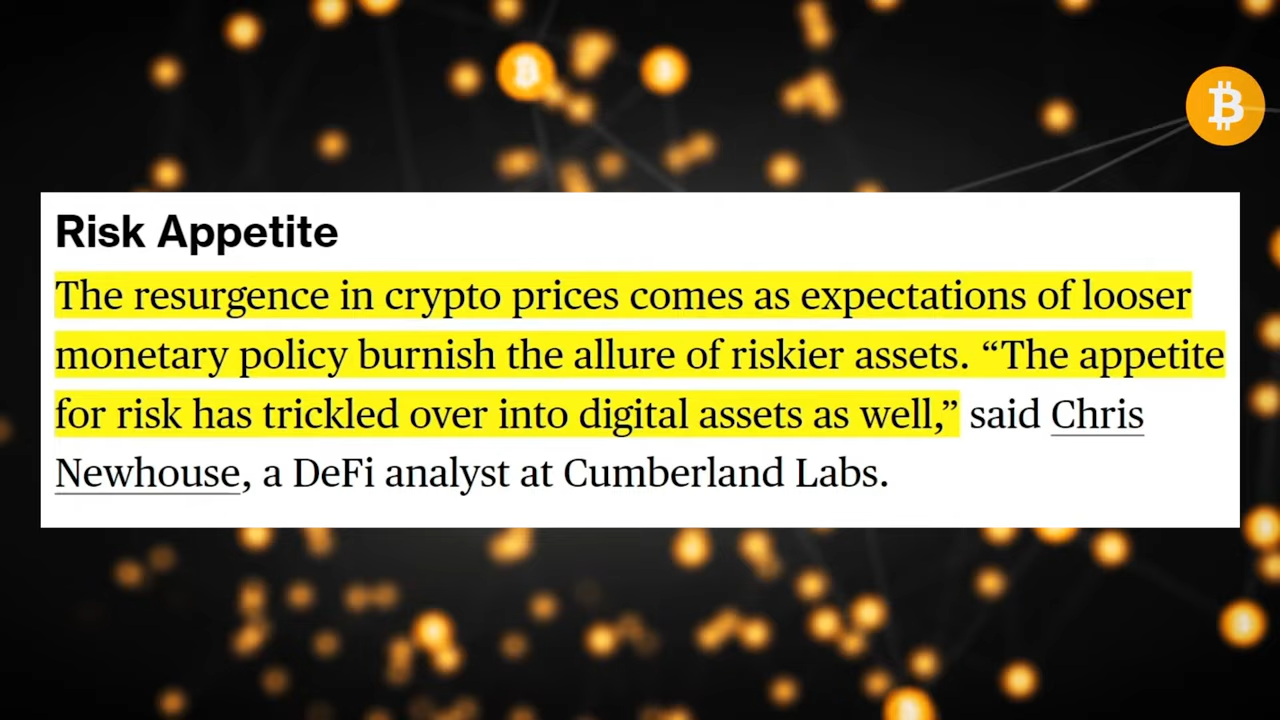 Risk Appetite
The resurgence in crypto prices comes as expectations of looser
monetary policy burnish the allure of riskier assets. “The appetite
for risk has trickled over into digital assets as well,” said Chris
Newhouse, a DeFi analyst at Cumberland Labs.